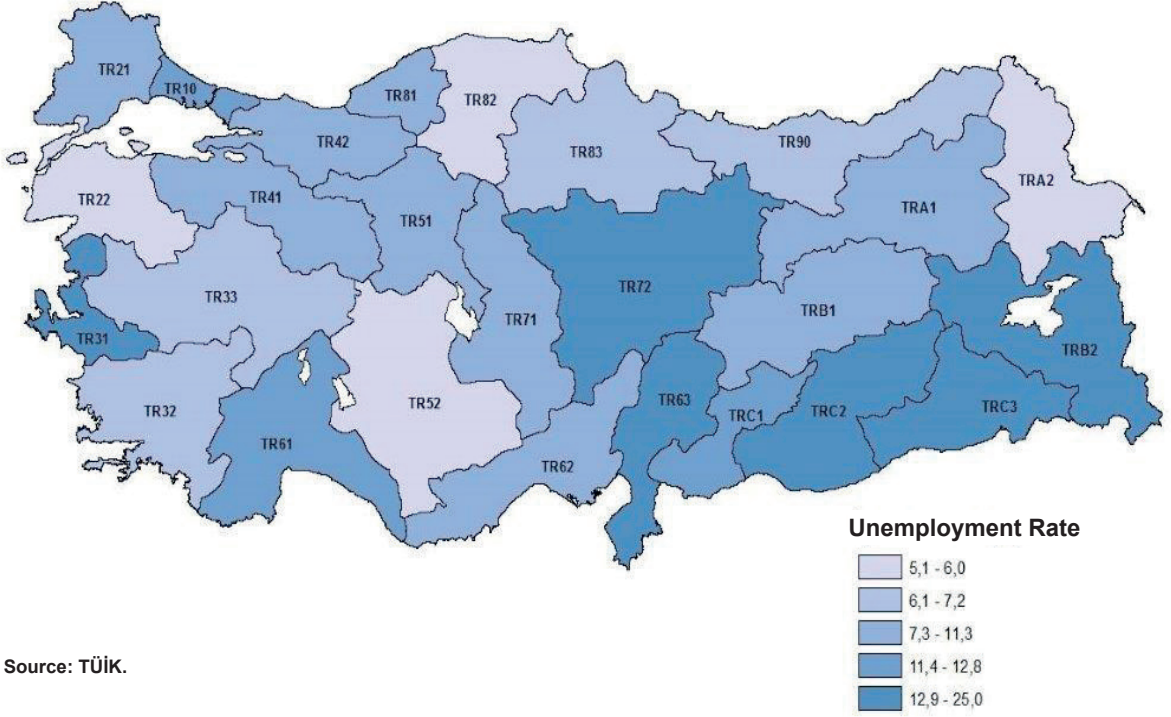 TR21
TR10
TR81
TR82
TR42
TR83
TR90
TRA2
TR22
TR41
TR51
TRA1
TR33
TR72
TR71
TRB1
TR31
TRB2
TR32
TR52
TR63
TRC1
TRC2
TRC3
TR61
TR62
Unemployment Rate
5,1 - 6,0
6,1 - 7,2
7,3 - 11,3
11,4 - 12,8
12,9 - 25,0
Source: TÜİK.